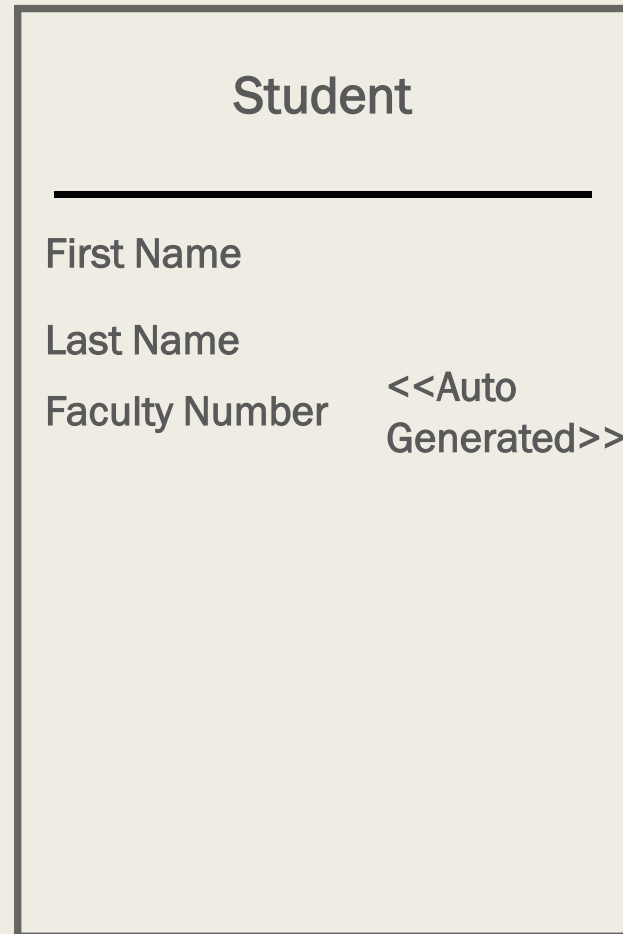 Student
First Name
Last Name
Faculty Number
<<Auto
Generated>>